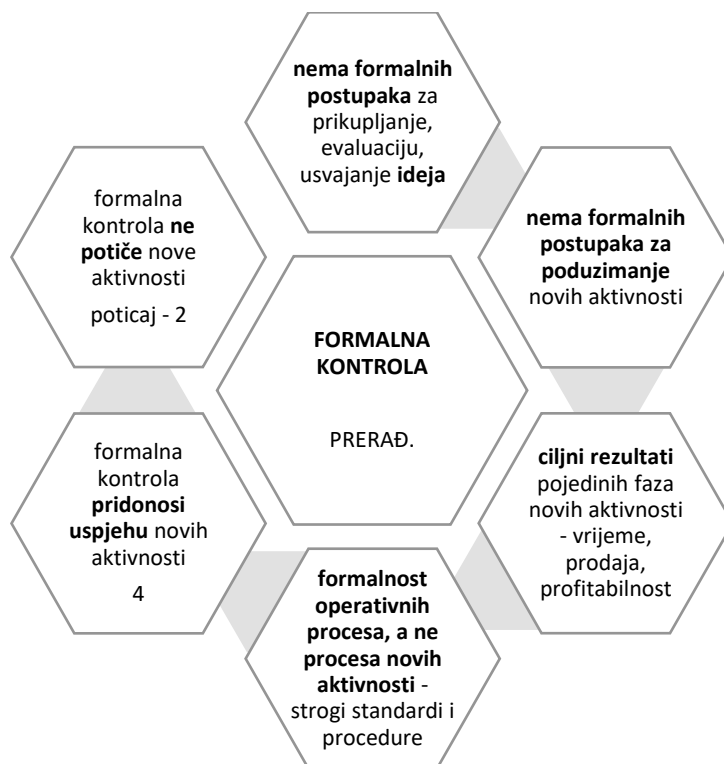 nema formalnih
postupaka za
prikupljanje,
evaluaciju,
usvajanje ideja
nema formalnih
postupaka za
poduzimanje
novih aktivnosti
ciljni rezultati
pojedinih faza
novih aktivnosti
- vrijeme,
prodaja,
profitabilnost
formalnost
operativnih
procesa, a ne
procesa novih
aktivnosti -
strogi standardi i
procedure
formalna
kontrola
pridonosi
uspjehu novih
aktivnosti
4
formalna
kontrola ne
potiče nove
aktivnosti
poticaj - 2
FORMALNA
KONTROLA
PRERAĐ.